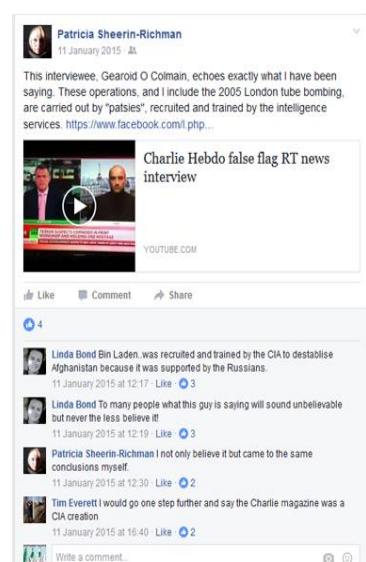 Patricia Sheerin-Richman
11 January 2015
This interviewee, Gearoid O Colmain, echoes exactly what I have been
saying. These operations, and I include the 2005 London tube bombing,
are carried out by "patsies", recruited and trained by the intelligence
services. https://www.facebook.com/l.php...
Charlie Hebdo false flag RT news
interview
YOUTUBE.COM
Like Comment Share
4
Linda Bond Bin Laden..was recruited and trained by the CIA to destablise
Afghanistan because it was supported by the Russians.
11 January 2015 at 12:17 · Like · 3
Linda Bond To many people what this guy is saying will sound unbelievable
but never the less believe it!
11 January 2015 at 12:19 · Like · 3
Patricia Sheerin-Richman I not only believe it but came to the same
conclusions myself.
11 January 2015 at 12:30 · Like · 2
Tim Everett I would go one step further and say the Charlie magazine was a
CIA creation
11 January 2015 at 16:40 · Like · 2
Write a comment...